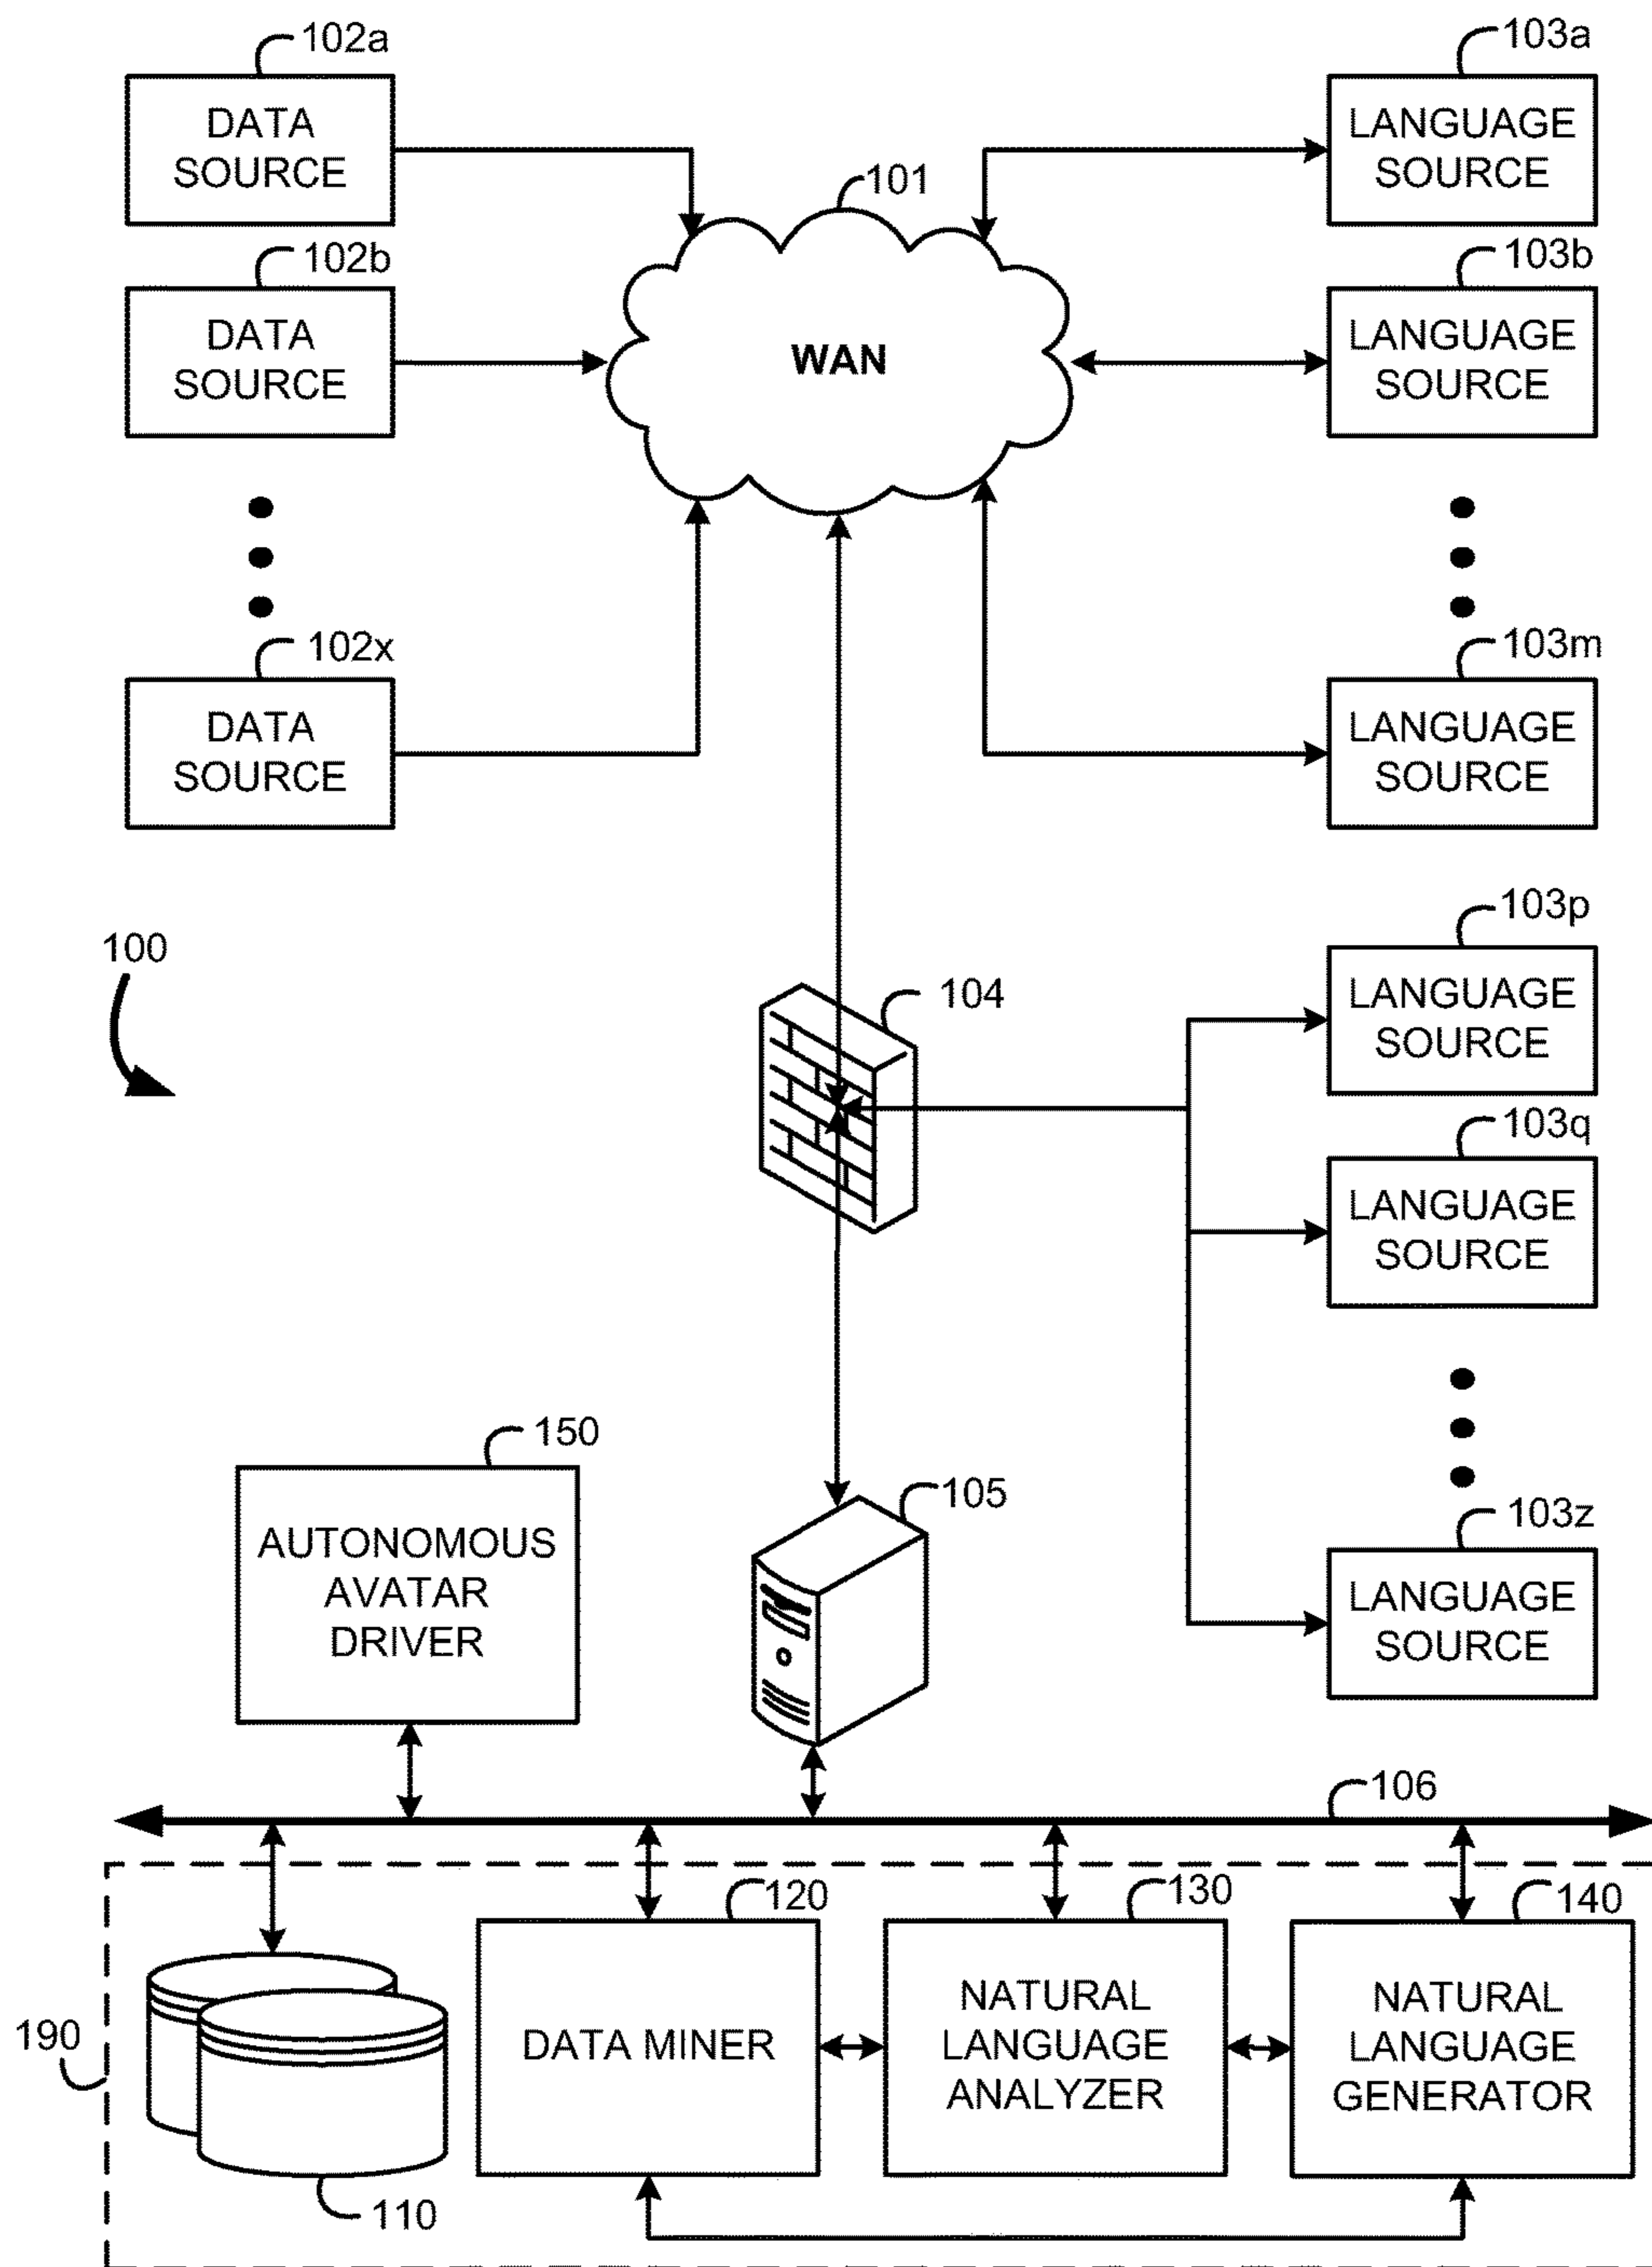 102a
DATA
SOURCE
103a
LANGUAGE
SOURCE
101
WAN
102b
DATA
SOURCE
103b
LANGUAGE
SOURCE
102x
DATA
SOURCE
103m
LANGUAGE
SOURCE
100
104
103p
LANGUAGE
SOURCE
103q
LANGUAGE
SOURCE
150
AUTONOMOUS
AVATAR
DRIVER
105
103z
LANGUAGE
SOURCE
106
190
110
120
DATA MINER
130
NATURAL
LANGUAGE
ANALYZER
140
NATURAL
LANGUAGE
GENERATOR